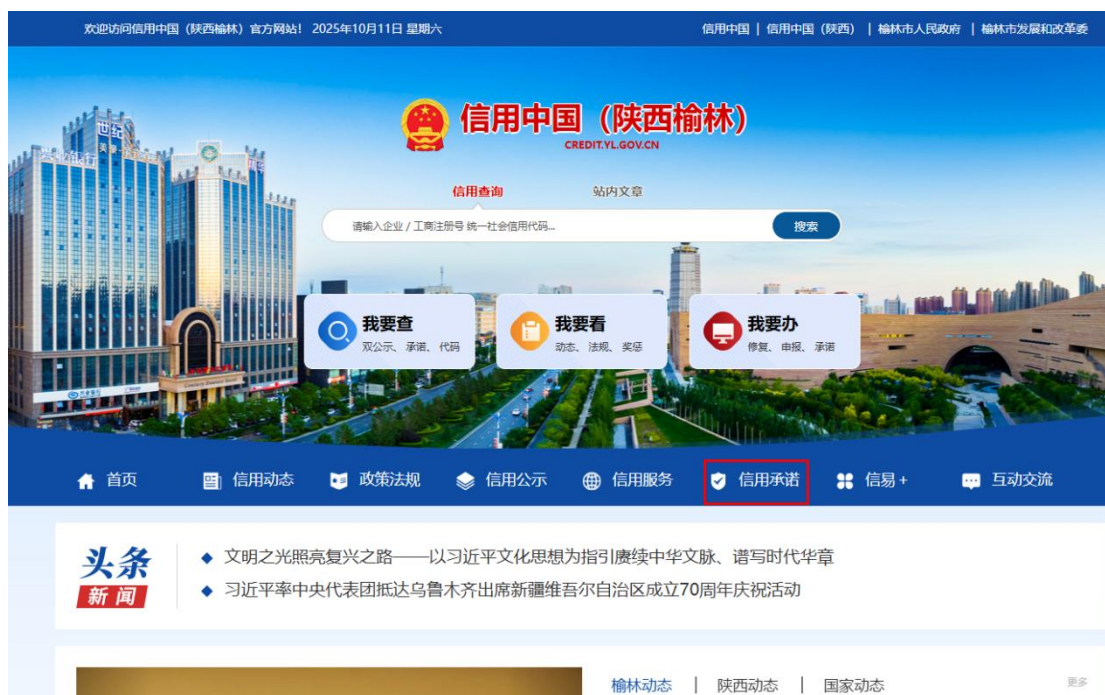 欢迎访问信用中国（陕西榆林）官方网站！ 2025年10月11日 星期六
信用中国 | 信用中国（陕西） | 榆林市人民政府 | 榆林市发展和改革委
世纪
信用中国（陕西榆林）
CREDIT.YL.GOV.CN
信用查询 站内文章
请输入企业 / 工商注册号 统一社会信用代码...
搜索
我要查
双公示、承诺、代码
我要看
动态、法规、奖惩
我要办
修复、申报、承诺
首页 信用动态 政策法规 信用公示 信用服务 信用承诺 信易+ 互动交流
头条
新闻
文明之光照亮复兴之路——以习近平文化思想为指引赓续中华文脉、谱写时代华章
习近平率中央代表团抵达乌鲁木齐出席新疆维吾尔自治区成立70周年庆祝活动
榆林动态 | 陕西动态 | 国家动态
更多